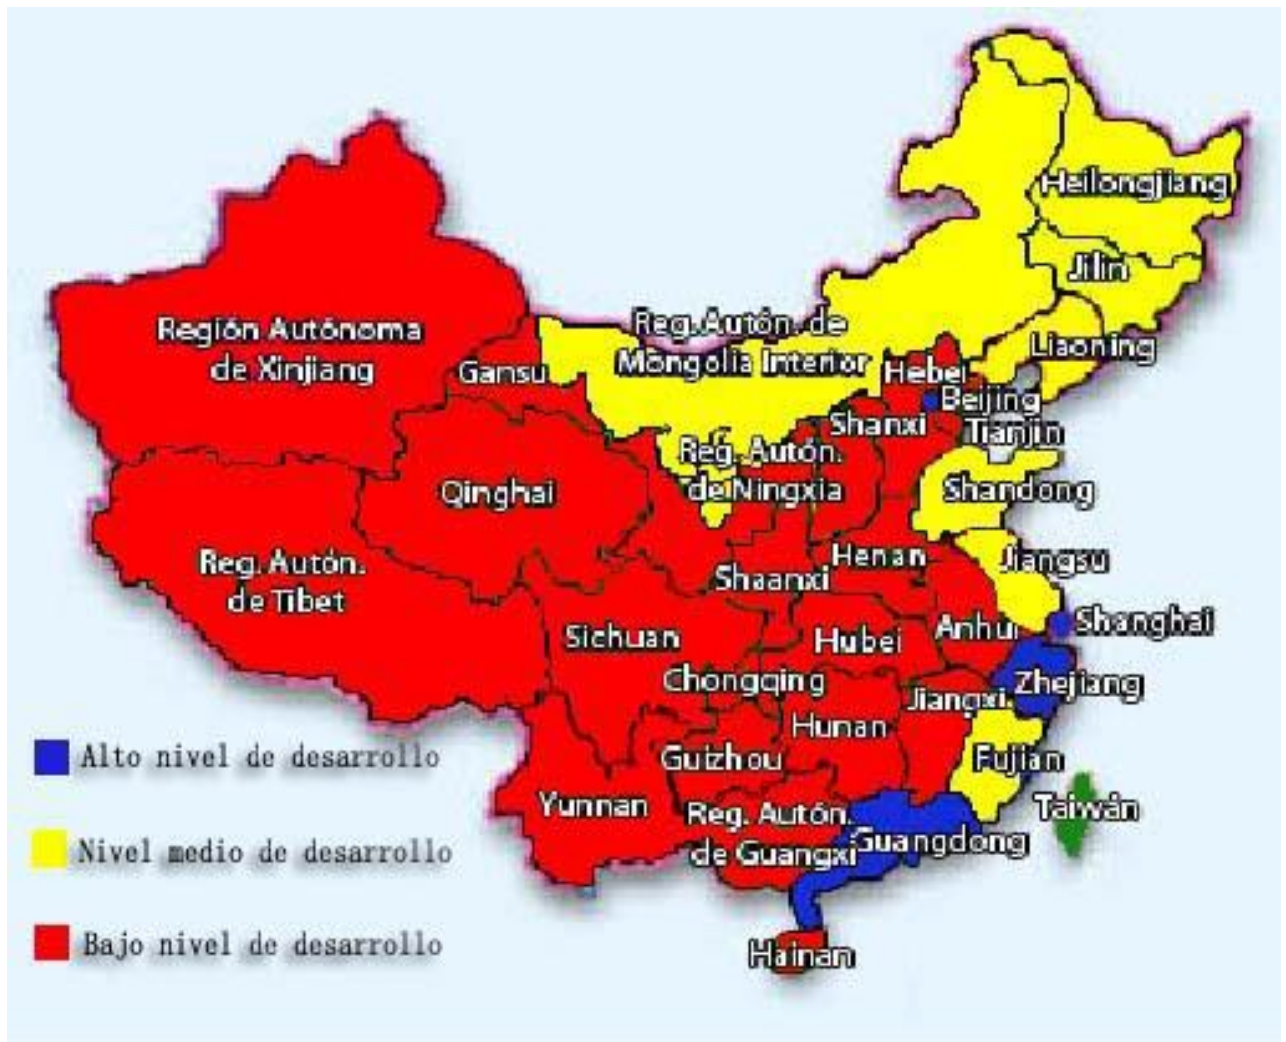 Heilongjiang
Jilin
Reg. Autón. de
Mongolia Interior
Liaoning
Región Autónoma
de Xinjiang
Gansu
Hebei
Beijing
Shanxi
Tianjin
Reg. Autón.
de Ningxia
Qinghai
Shandong
Reg. Autón.
de Tibet
Shaanxi
Henan
Jiangsu
Sichuan
Hubei
Anhui
Shanghai
Chongqing
Jiangxi
Zhejiang
Hunan
Guizhou
Fujian
Yunnan
Reg. Autón.
de Guangxi
Guangdong
Taiwán
Hainan
Alto nivel de desarrollo
Nivel medio de desarrollo
Bajo nivel de desarrollo